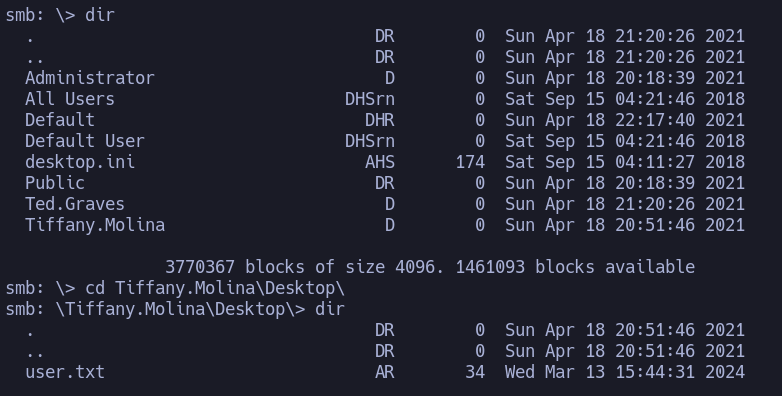 smb: \> dir
  .                                  DR        0  Sun Apr 18 21:20:26 2021
  ..                                 DR        0  Sun Apr 18 21:20:26 2021
  Administrator                       D        0  Sun Apr 18 20:18:39 2021
  All Users                       DHSrn        0  Sat Sep 15 04:21:46 2018
  Default                           DHR        0  Sun Apr 18 22:17:40 2021
  Default User                    DHSrn        0  Sat Sep 15 04:21:46 2018
  desktop.ini                       AHS      174  Sat Sep 15 04:11:27 2018
  Public                             DR        0  Sun Apr 18 20:18:39 2021
  Ted.Graves                          D        0  Sun Apr 18 21:20:26 2021
  Tiffany.Molina                      D        0  Sun Apr 18 20:51:46 2021

                3770367 blocks of size 4096. 1461093 blocks available
smb: \> cd Tiffany.Molina\Desktop\
smb: \Tiffany.Molina\Desktop\> dir
  .                                  DR        0  Sun Apr 18 20:51:46 2021
  ..                                 DR        0  Sun Apr 18 20:51:46 2021
  user.txt                           AR       34  Wed Mar 13 15:44:31 2024